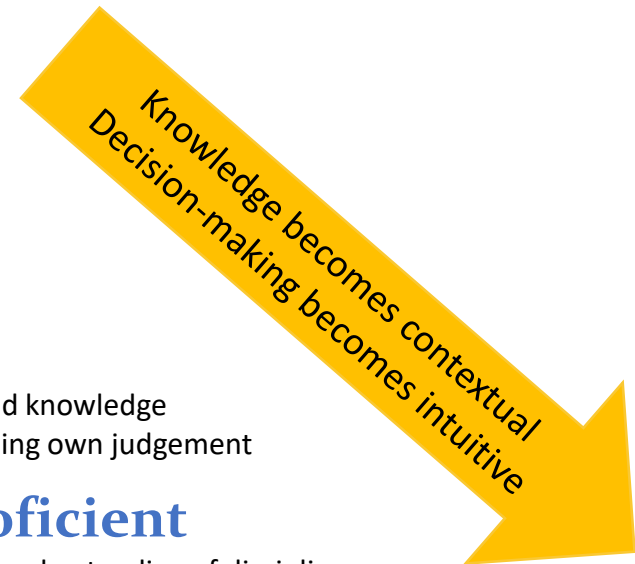 Knowledge becomes contextual
Decision-making becomes intuitive
d knowledge
ing own judgement
oficient